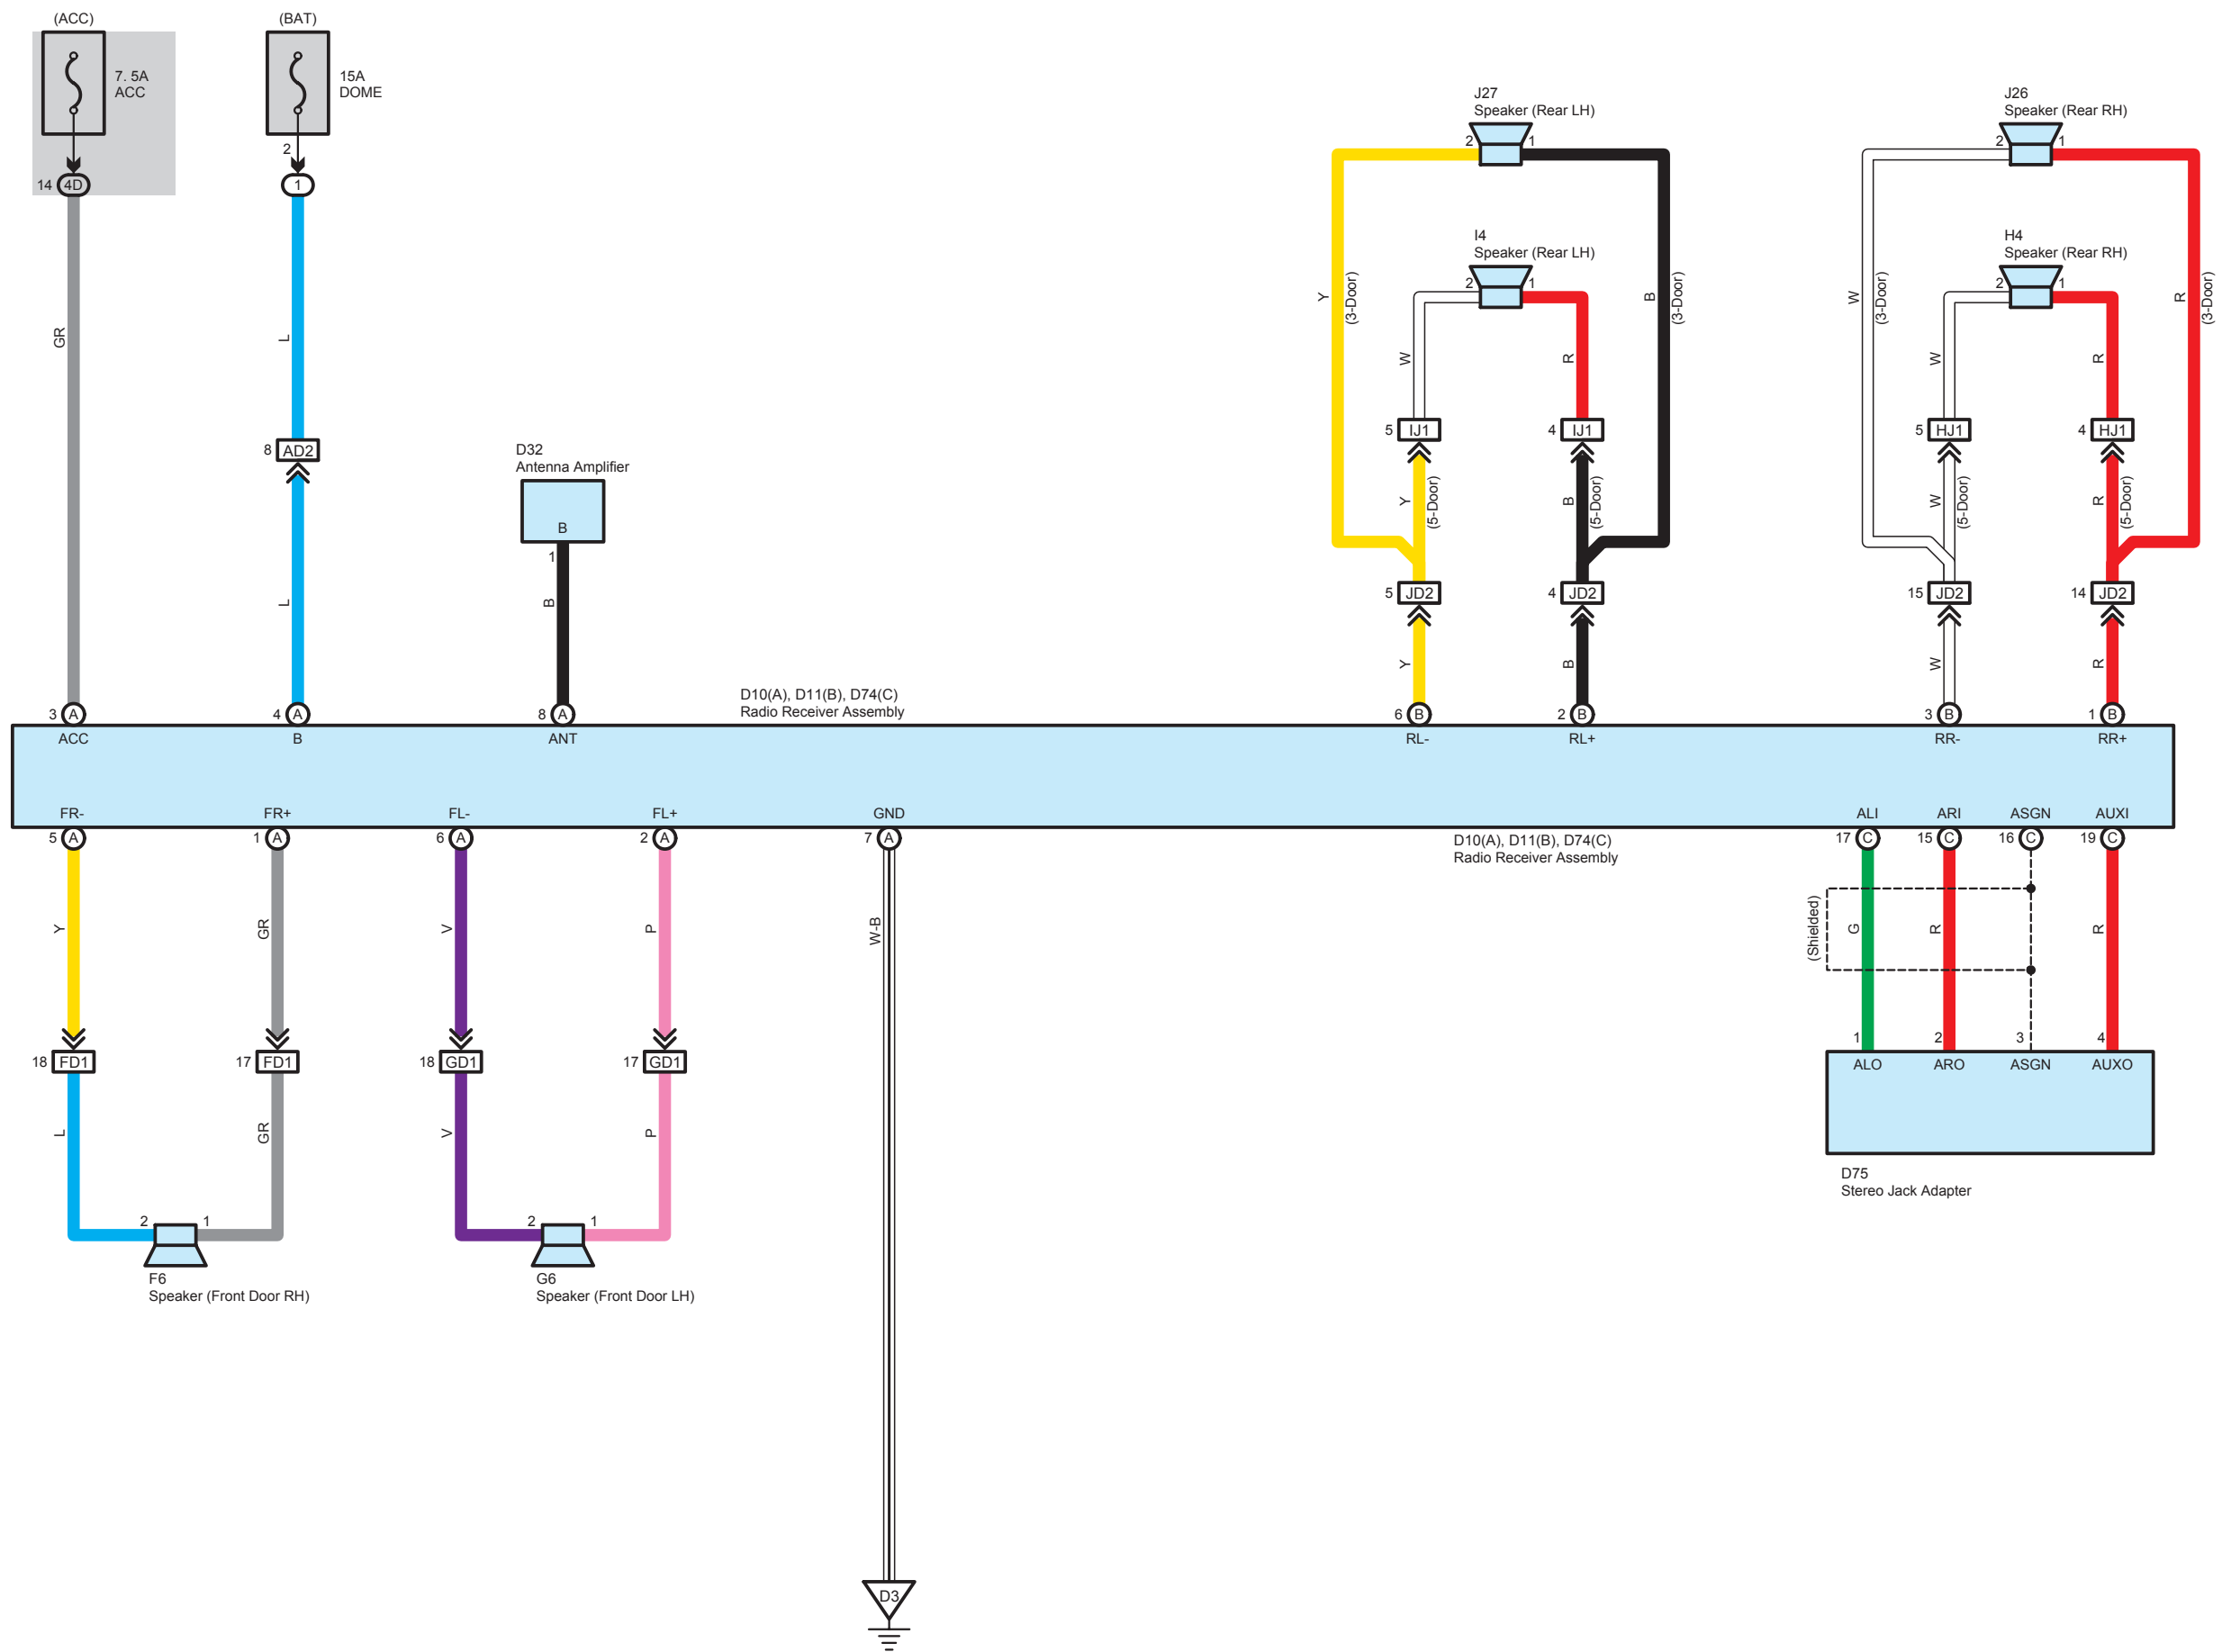 (ACC)
(BAT)
7. 5A
ACC
15A
DOME
2
14 4D
1
GR
L
8 AD2
L
D32
Antenna Amplifier
B
1
B
J27
Speaker (Rear LH)
2 1
J26
Speaker (Rear RH)
2 1
I4
Speaker (Rear LH)
2 1
H4
Speaker (Rear RH)
2 1
Y (3-Door)
B (3-Door)
W (3-Door)
R (3-Door)
W
R
W
R
5 IJ1
4 IJ1
5 HJ1
4 HJ1
Y (5-Door)
B (5-Door)
W (5-Door)
R (5-Door)
5 JD2
4 JD2
15 JD2
14 JD2
Y
B
W
R
D10(A), D11(B), D74(C)
Radio Receiver Assembly
3 A
4 A
8 A
6 B
2 B
3 B
1 B
ACC
B
ANT
RL-
RL+
RR-
RR+
FR-
FR+
FL-
FL+
GND
ALI
ARI
ASGN
AUXI
5 A
1 A
6 A
2 A
7 A
17 C
15 C
16 C
19 C
D10(A), D11(B), D74(C)
Radio Receiver Assembly
Y
GR
V
P
W-B
(Shielded)
G
R
R
18 FD1
17 FD1
18 GD1
17 GD1
1
2
3
4
ALO
ARO
ASGN
AUXO
L
GR
V
P
D75
Stereo Jack Adapter
2 1
2 1
F6
Speaker (Front Door RH)
G6
Speaker (Front Door LH)
D3